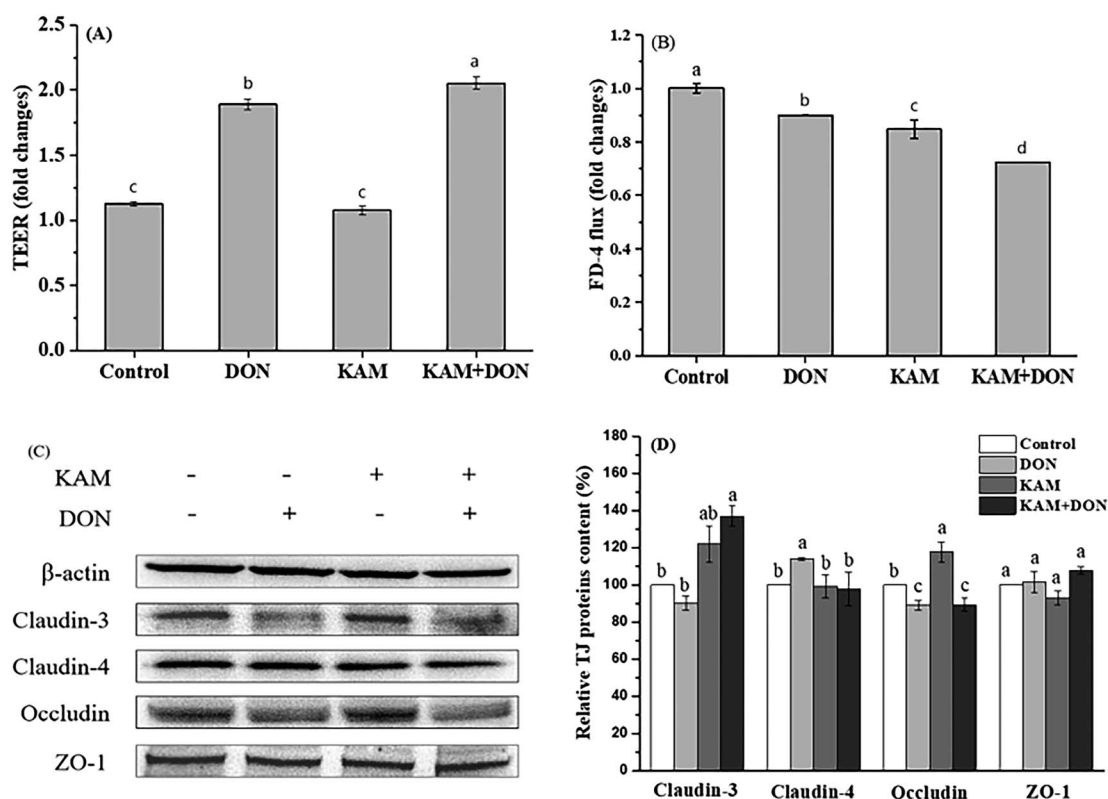 (A)
TEER (fold changes)
2.5
2.0
1.5
1.0
0.5
0.0
c
b
c
a
Control DON KAM KAM+DON
(B)
FD-4 flux (fold changes)
1.2
1.0
0.8
0.6
0.4
0.2
0.0
a
b
c
d
Control DON KAM KAM+DON
(C)
KAM - - + +
DON - + - +
β-actin
Claudin-3
Claudin-4
Occludin
ZO-1
(D)
Relative TJ proteins content (%)
180
160
140
120
100
80
60
40
20
0
Control
DON
KAM
KAM+DON
b b ab a
b a b b
b c a c
a a a a
Claudin-3 Claudin-4 Occludin ZO-1